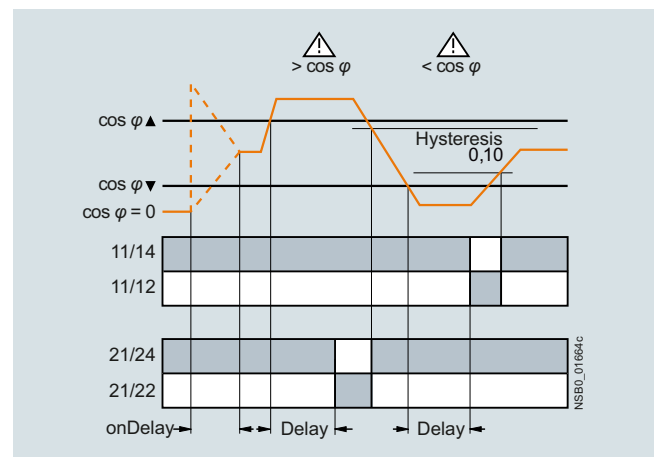 > cos φ
< cos φ
cos φ▲
Hysteresis
0,10
cos φ▼
cos φ = 0
11/14
11/12
21/24
21/22
onDelay
Delay
Delay
NSB0_01664c